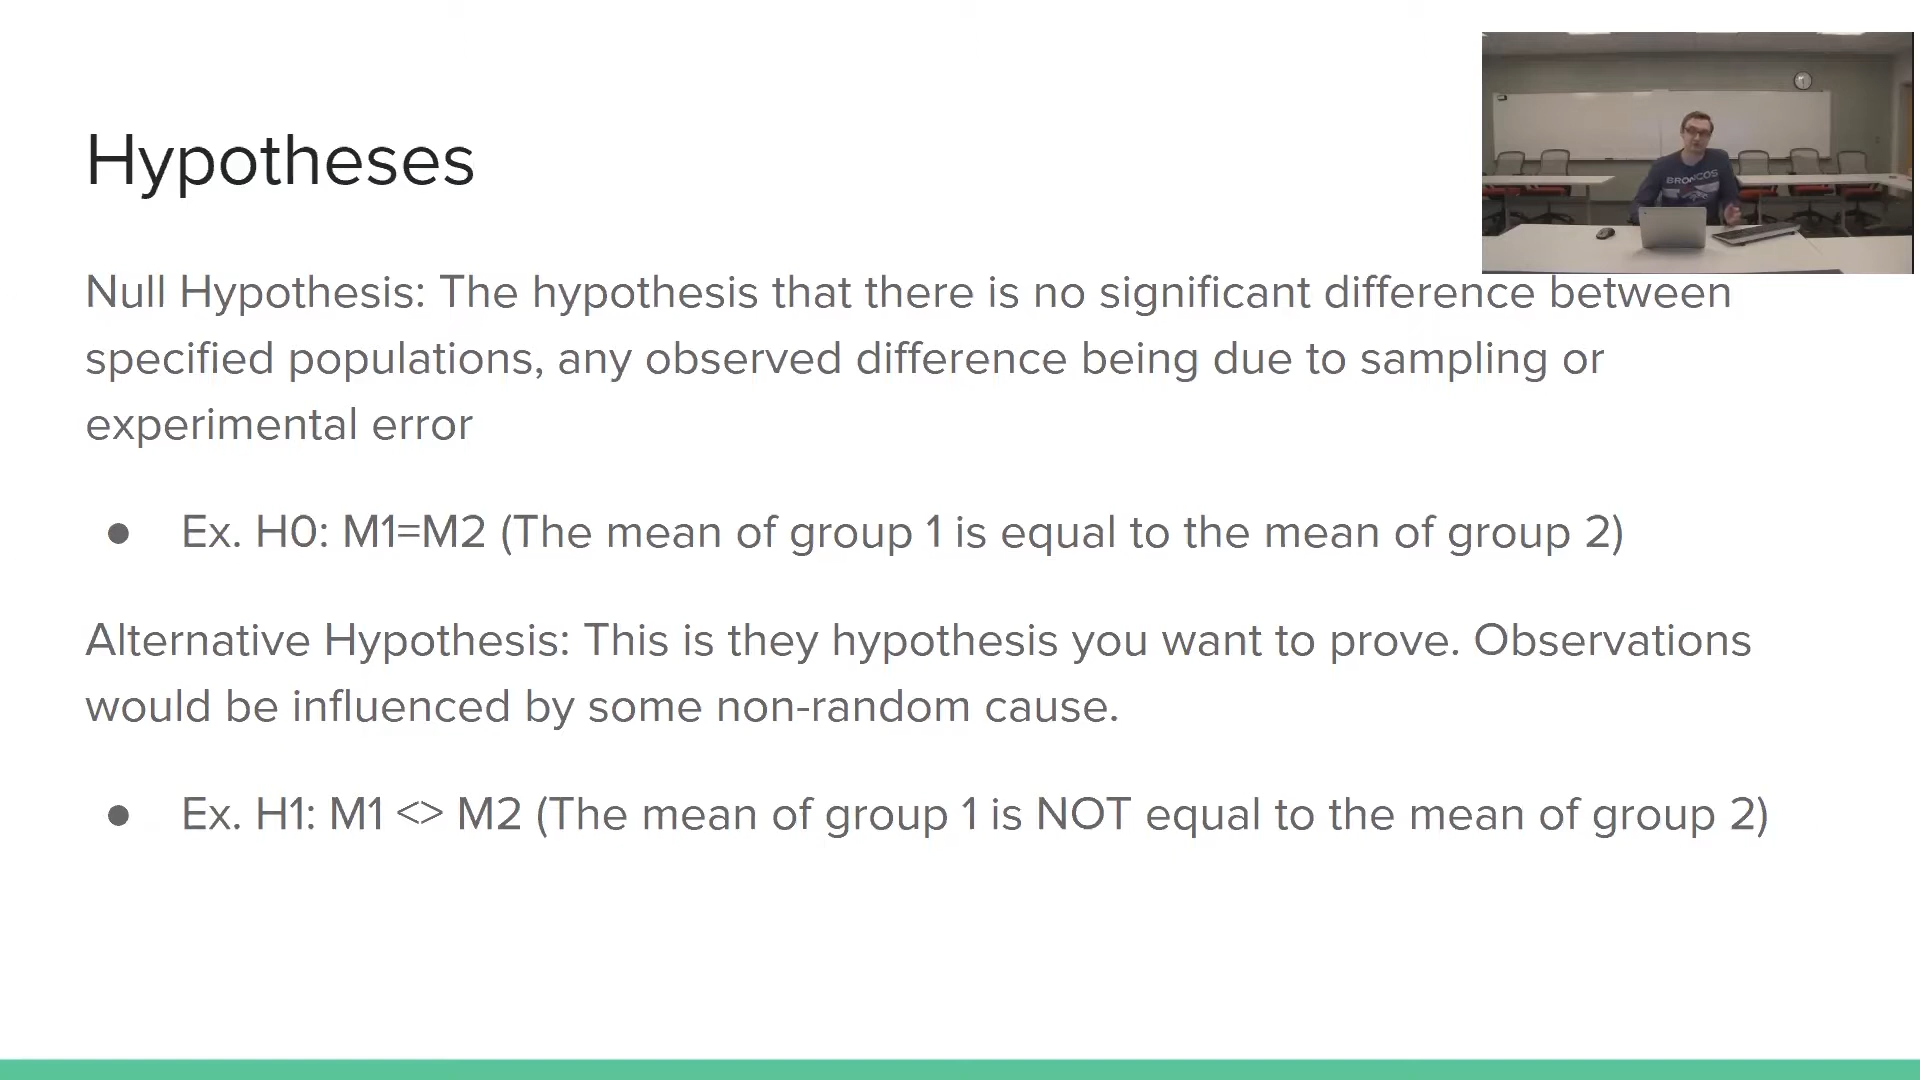 Hypotheses
BRONCOS
Null Hypothesis: The hypothesis that there is no significant difference between
specified populations, any observed difference being due to sampling or
experimental error
● Ex. H0: M1=M2 (The mean of group 1 is equal to the mean of group 2)
Alternative Hypothesis: This is they hypothesis you want to prove. Observations
would be influenced by some non-random cause.
● Ex. H1: M1 <> M2 (The mean of group 1 is NOT equal to the mean of group 2)